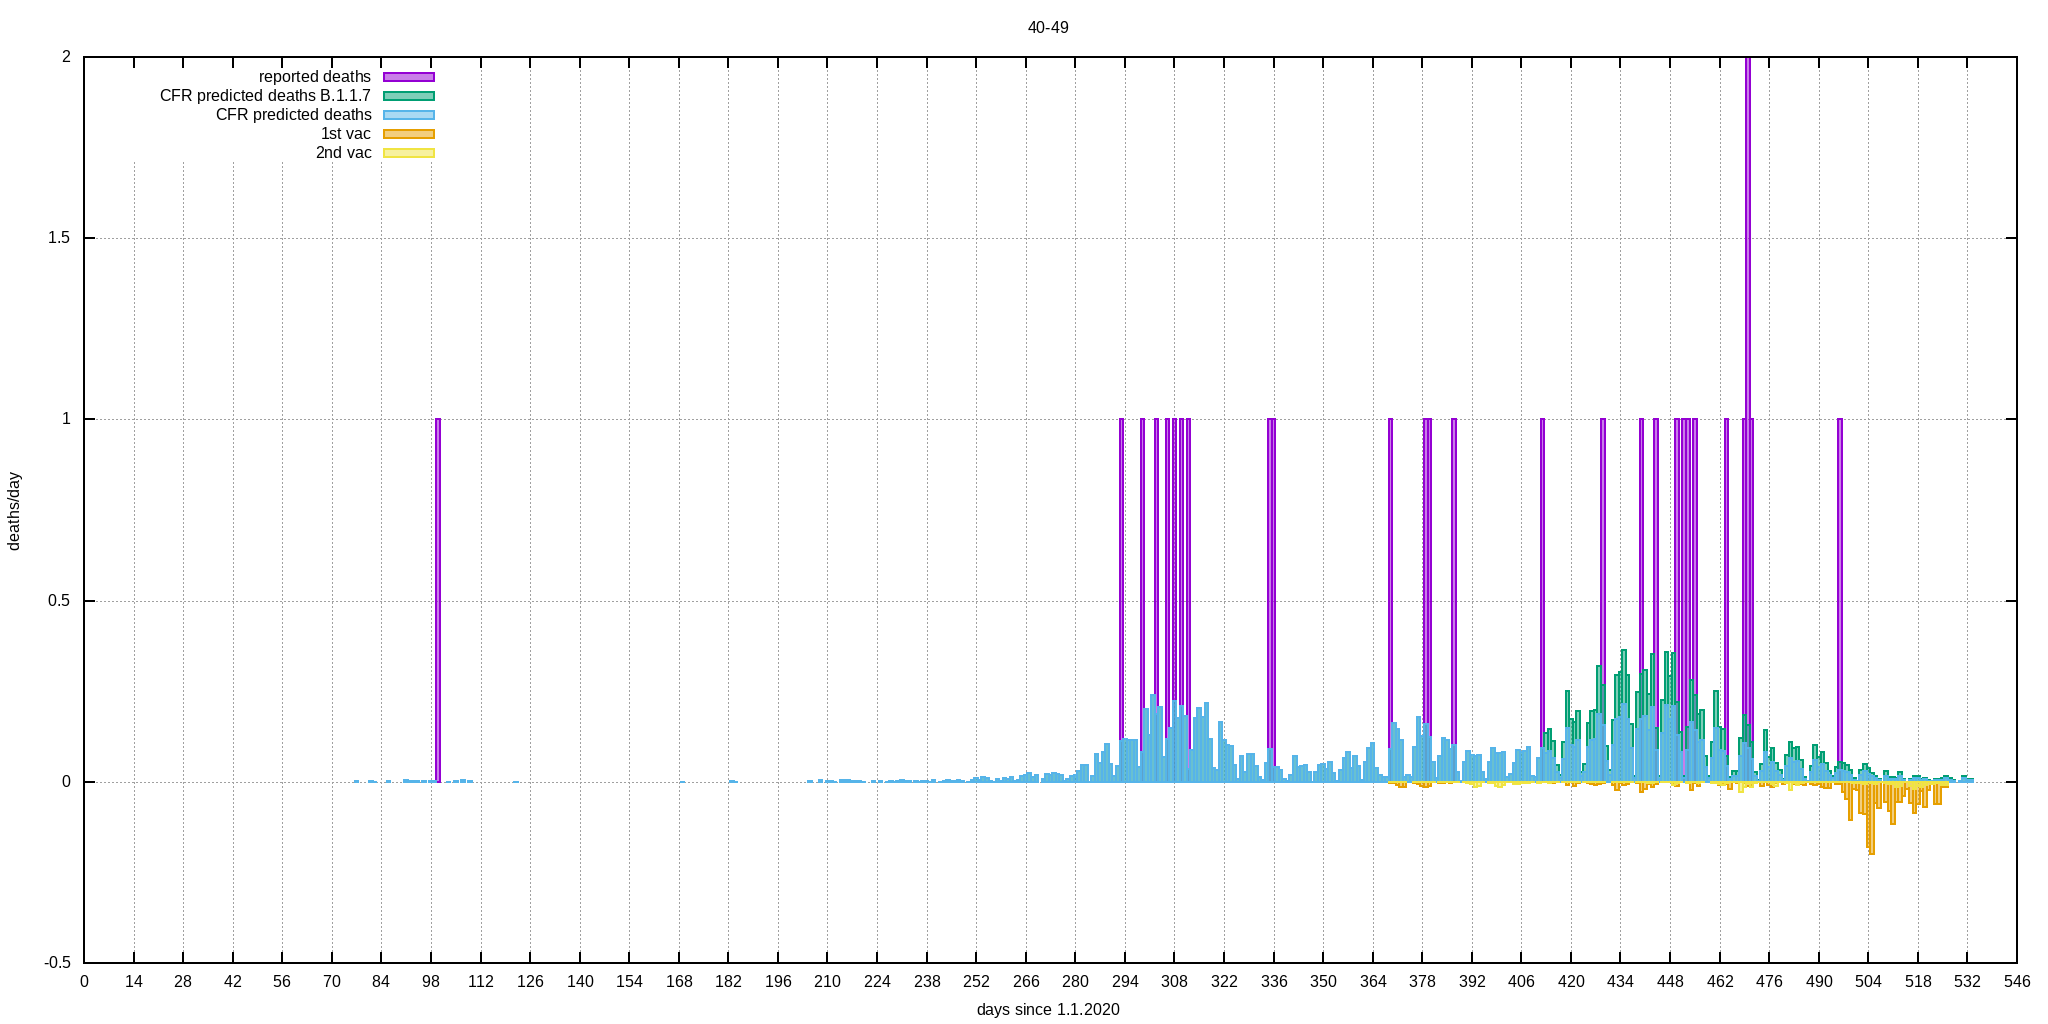 40-49
2
reported deaths
CFR predicted deaths B.1.1.7
CFR predicted deaths
1st vac
2nd vac
1.5
1
deaths/day
0.5
0
-0.5
0 14 28 42 56 70 84 98 112 126 140 154 168 182 196 210 224 238 252 266 280 294 308 322 336 350 364 378 392 406 420 434 448 462 476 490 504 518 532 546
days since 1.1.2020